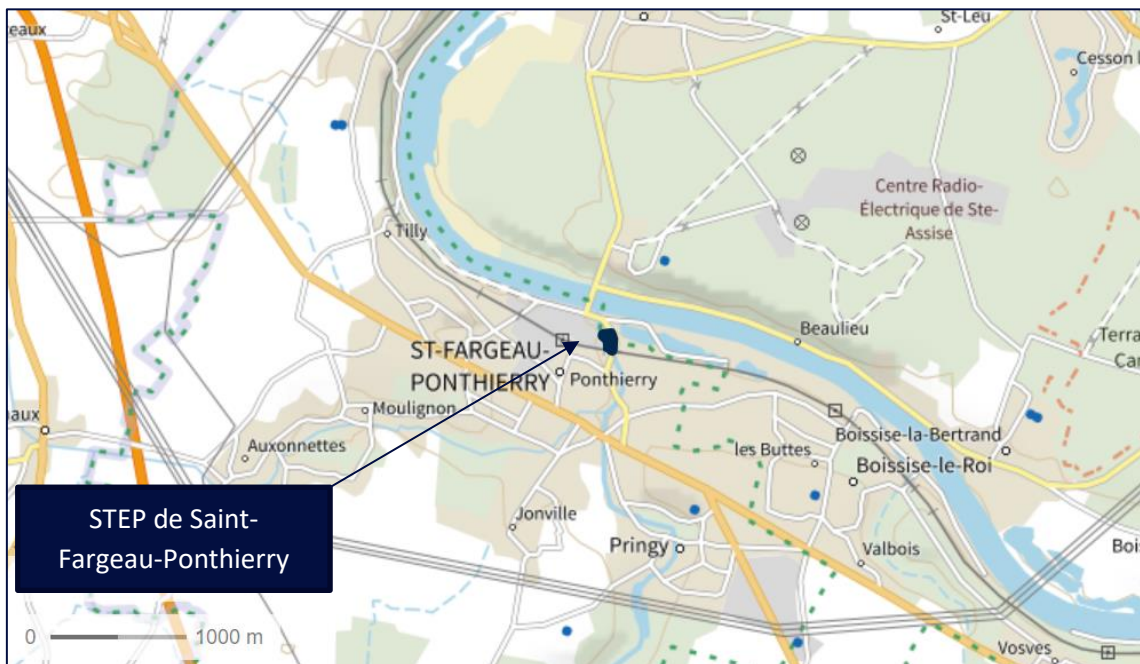 St-Leu
eaux
Cesson
Centre Radio-
Électrique de Ste-
Assise
Tilly
Beaulieu
Terra
Car
ST-FARGEAU-
PONTHIERRY
Ponthierry
Moulignon
aux
Auxonnettes
les Buttes
Boissise-la-Bertrand
Boissise-le-Roi
STEP de Saint-
Fargeau-Ponthierry
Jonville
Pringy
Valbois
Boi
0
1000 m
Vosves